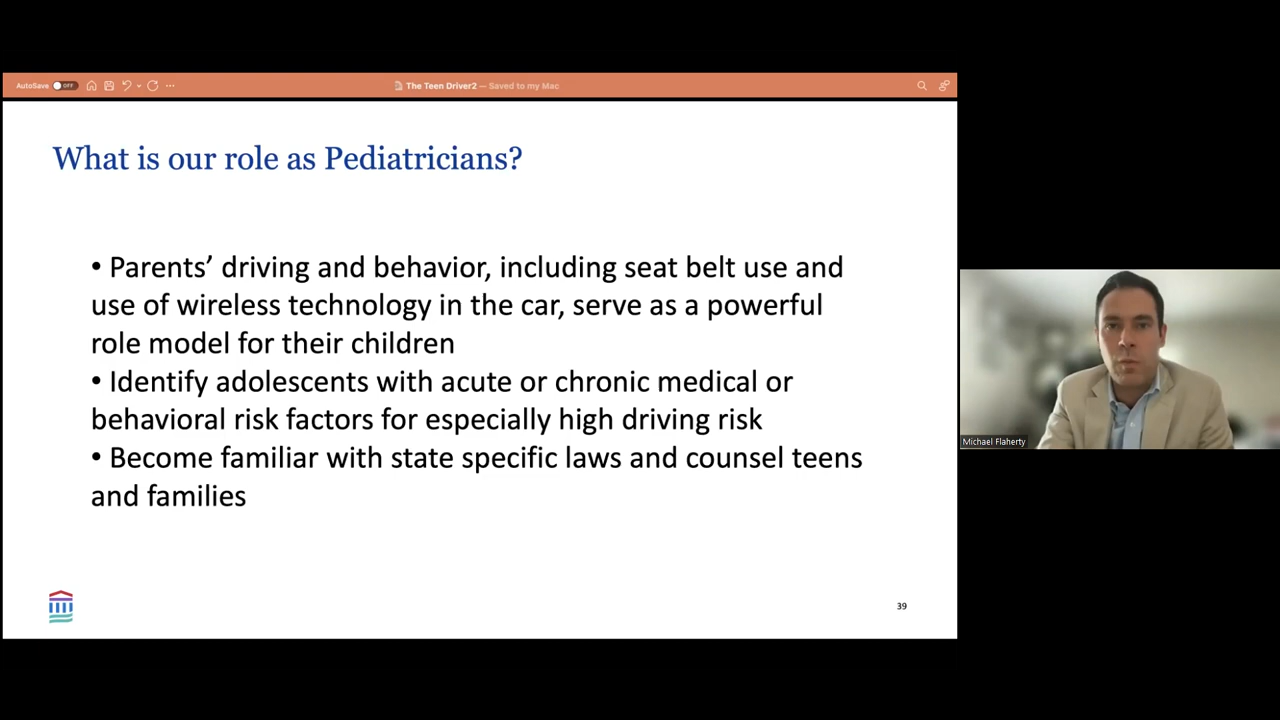 AutoSave OFF
The Teen Driver2 — Saved to my Mac
What is our role as Pediatricians?
• Parents’ driving and behavior, including seat belt use and
use of wireless technology in the car, serve as a powerful
role model for their children
• Identify adolescents with acute or chronic medical or
behavioral risk factors for especially high driving risk
• Become familiar with state specific laws and counsel teens
and families
39
Michael Flaherty